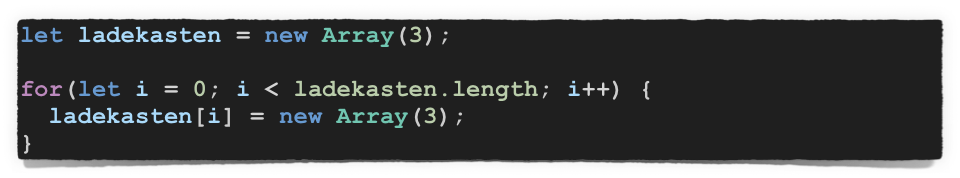 let ladekasten = new Array(3);
for(let i = 0; i < ladekasten.length; i++) {
ladekasten[i] = new Array(3);
}